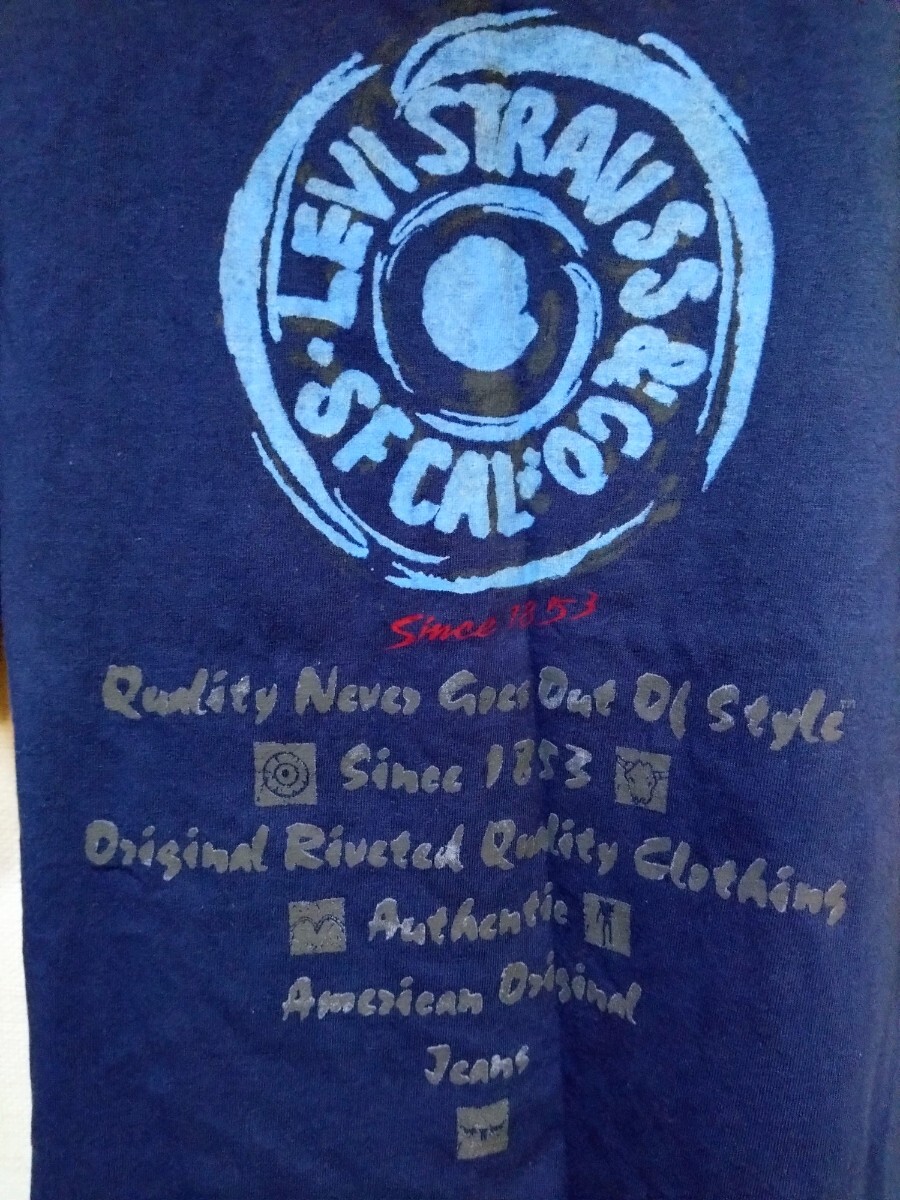 ·LEVI STRAUSS & CO
S F CAL:
Since 1853
Quality Never Goes Out Of Style™
Since 1853
Original Riveted Quality Clothing
Authentic
American Original
Jeans